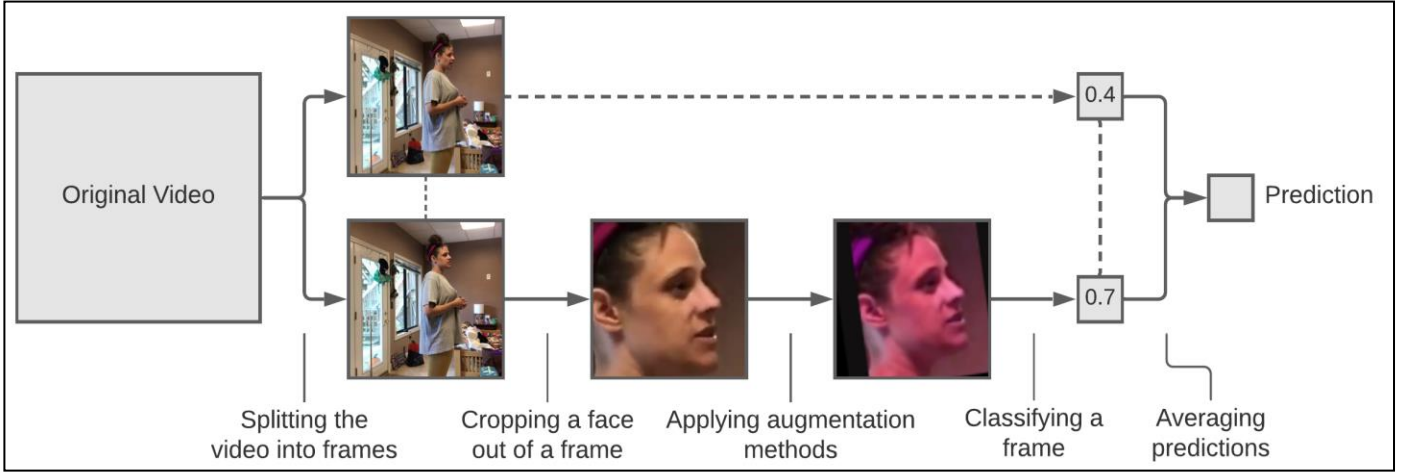 0.4
Original Video
Prediction
0.7
Splitting the
video into frames
Cropping a face
out of a frame
Applying augmentation
methods
Classifying a
frame
Averaging
predictions